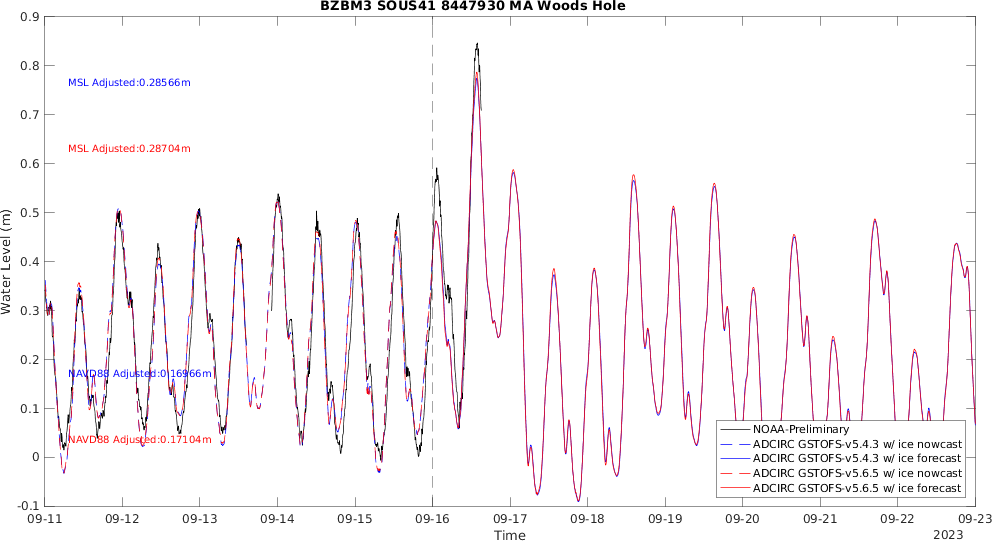 BZBM3 SOUS41 8447930 MA Woods Hole
0.9
0.8
0.7
0.6
0.5
0.4
0.3
0.2
0.1
0
-0.1
Water Level (m)
MSL Adjusted:0.28566m
MSL Adjusted:0.28704m
NAVD88 Adjusted:0.16966m
NAVD88 Adjusted:0.17104m
NOAA-Preliminary
ADCIRC GSTOFS-v5.4.3 w/ ice nowcast
ADCIRC GSTOFS-v5.4.3 w/ ice forecast
ADCIRC GSTOFS-v5.6.5 w/ ice nowcast
ADCIRC GSTOFS-v5.6.5 w/ ice forecast
09-11 09-12 09-13 09-14 09-15 09-16 09-17 09-18 09-19 09-20 09-21 09-22 09-23
Time
2023